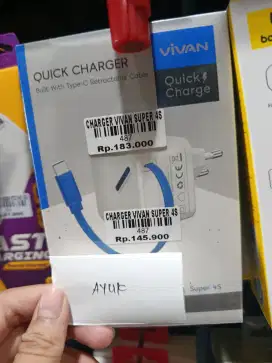 VIVAN
QUICK CHARGER
Built With Type-C Retractable Cable
Quick
Charge
CHARGER VIVAN SUPER 4S
487
Rp.183.000
CHARGER VIVAN SUPER 4S
487
Rp.145.900
AYUK
Super 4S